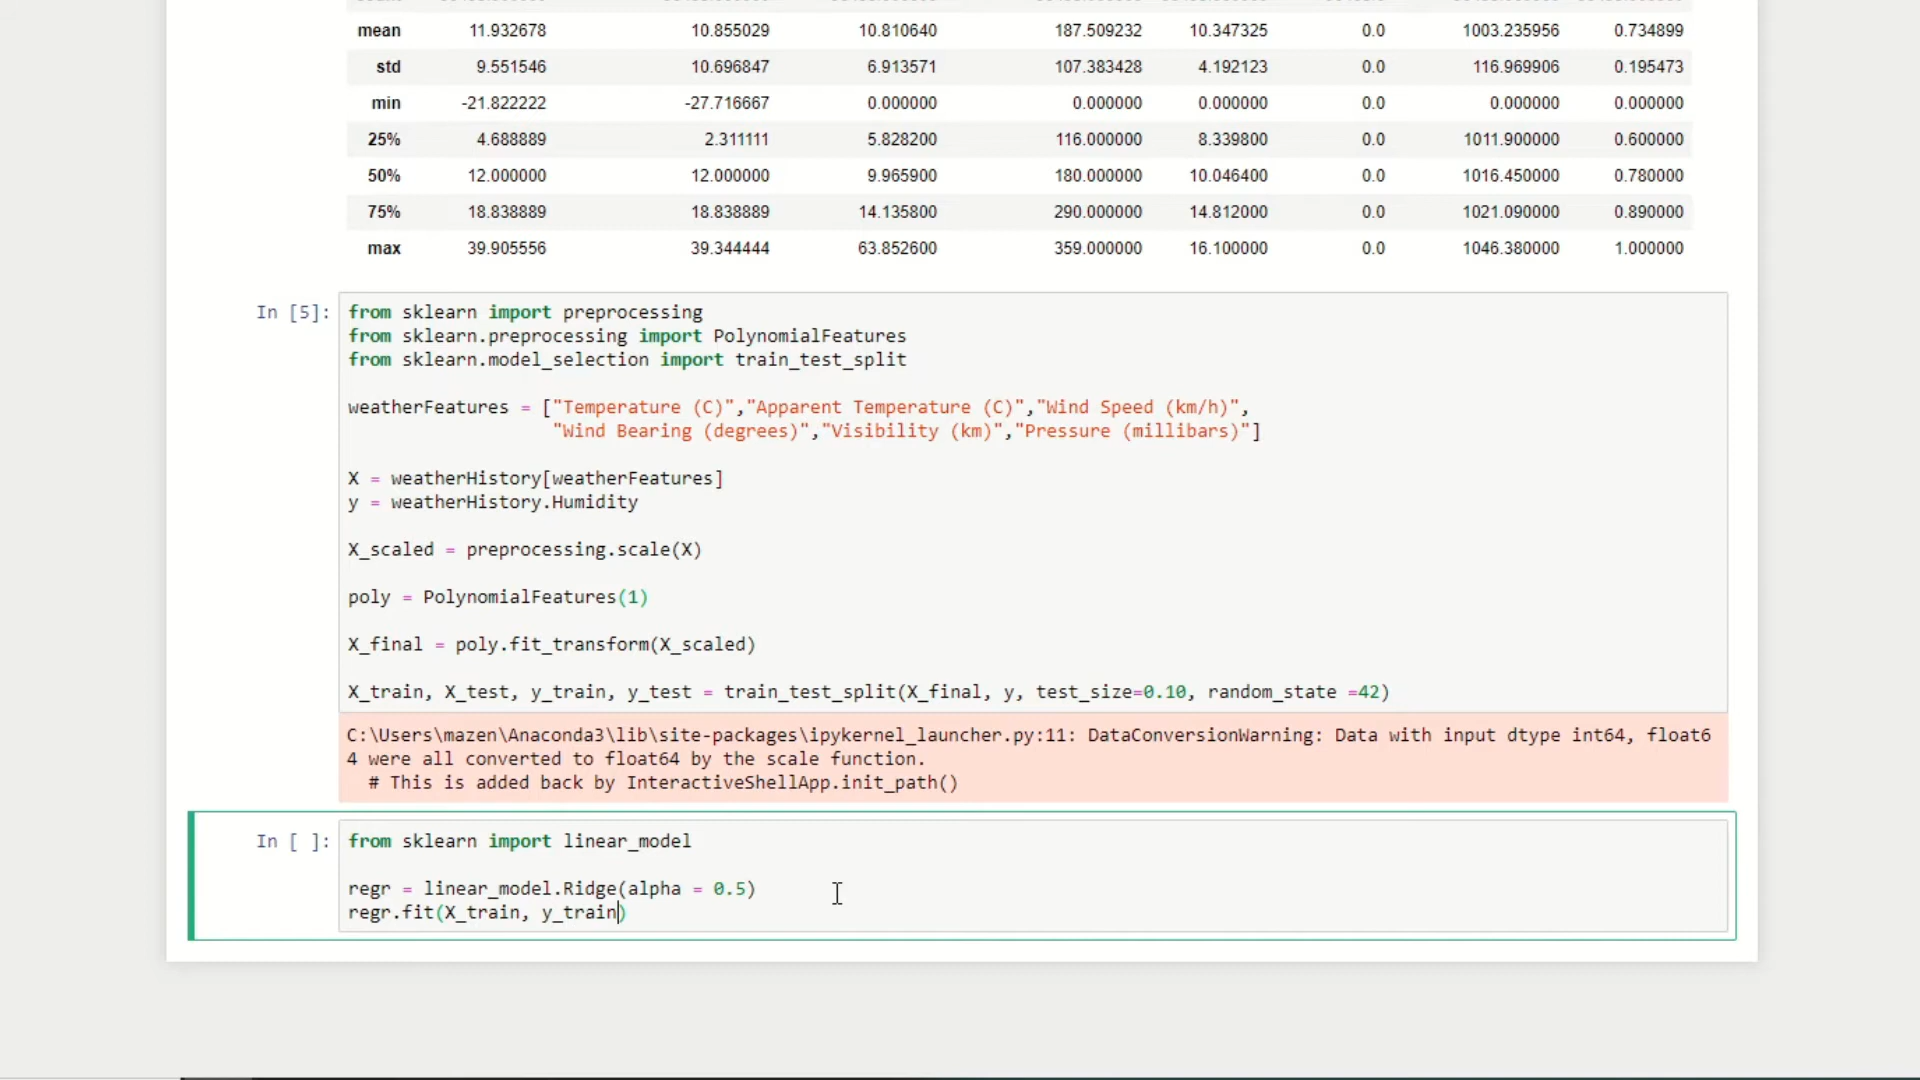 mean 11.932678 10.855029 10.810640 187.509232 10.347325 0.0 1003.235956 0.734899
std 9.551546 10.696847 6.913571 107.383428 4.192123 0.0 116.969906 0.195473
min -21.822222 -27.716667 0.000000 0.000000 0.000000 0.0 0.000000 0.000000
25% 4.688889 2.311111 5.828200 116.000000 8.339800 0.0 1011.900000 0.600000
50% 12.000000 12.000000 9.965900 180.000000 10.046400 0.0 1016.450000 0.780000
75% 18.838889 18.838889 14.135800 290.000000 14.812000 0.0 1021.090000 0.890000
max 39.905556 39.344444 63.852600 359.000000 16.100000 0.0 1046.380000 1.000000
In [5]: from sklearn import preprocessing
from sklearn.preprocessing import PolynomialFeatures
from sklearn.model_selection import train_test_split
weatherFeatures = ["Temperature (C)","Apparent Temperature (C)","Wind Speed (km/h)",
"Wind Bearing (degrees)","Visibility (km)","Pressure (millibars)"]
X = weatherHistory[weatherFeatures]
y = weatherHistory.Humidity
X_scaled = preprocessing.scale(X)
poly = PolynomialFeatures(1)
X_final = poly.fit_transform(X_scaled)
X_train, X_test, y_train, y_test = train_test_split(X_final, y, test_size=0.10, random_state =42)
C:\Users\mazen\Anaconda3\lib\site-packages\ipykernel_launcher.py:11: DataConversionWarning: Data with input dtype int64, float6
4 were all converted to float64 by the scale function.
# This is added back by InteractiveShellApp.init_path()
In [ ]: from sklearn import linear_model
regr = linear_model.Ridge(alpha = 0.5)
regr.fit(X_train, y_train)